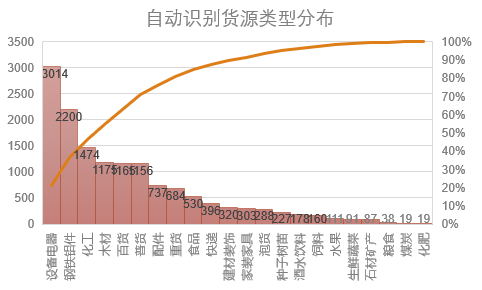 自动识别货源类型分布
3500
3000
2500
2000
1500
1000
500
0
100%
90%
80%
70%
60%
50%
40%
30%
20%
10%
0%
3014
2200
1474
1175
1165
1156
737
684
530
396
320
303
288
227
178
160
111
91
87
38
19
19
设备电器
钢铁铝件
化工
木材
百货
普货
配件
重货
食品
快递
建材装饰
家装家具
泡货
种子树苗
酒水饮料
饲料
水果
生鲜蔬菜
石材矿产
粮食
煤炭
化肥